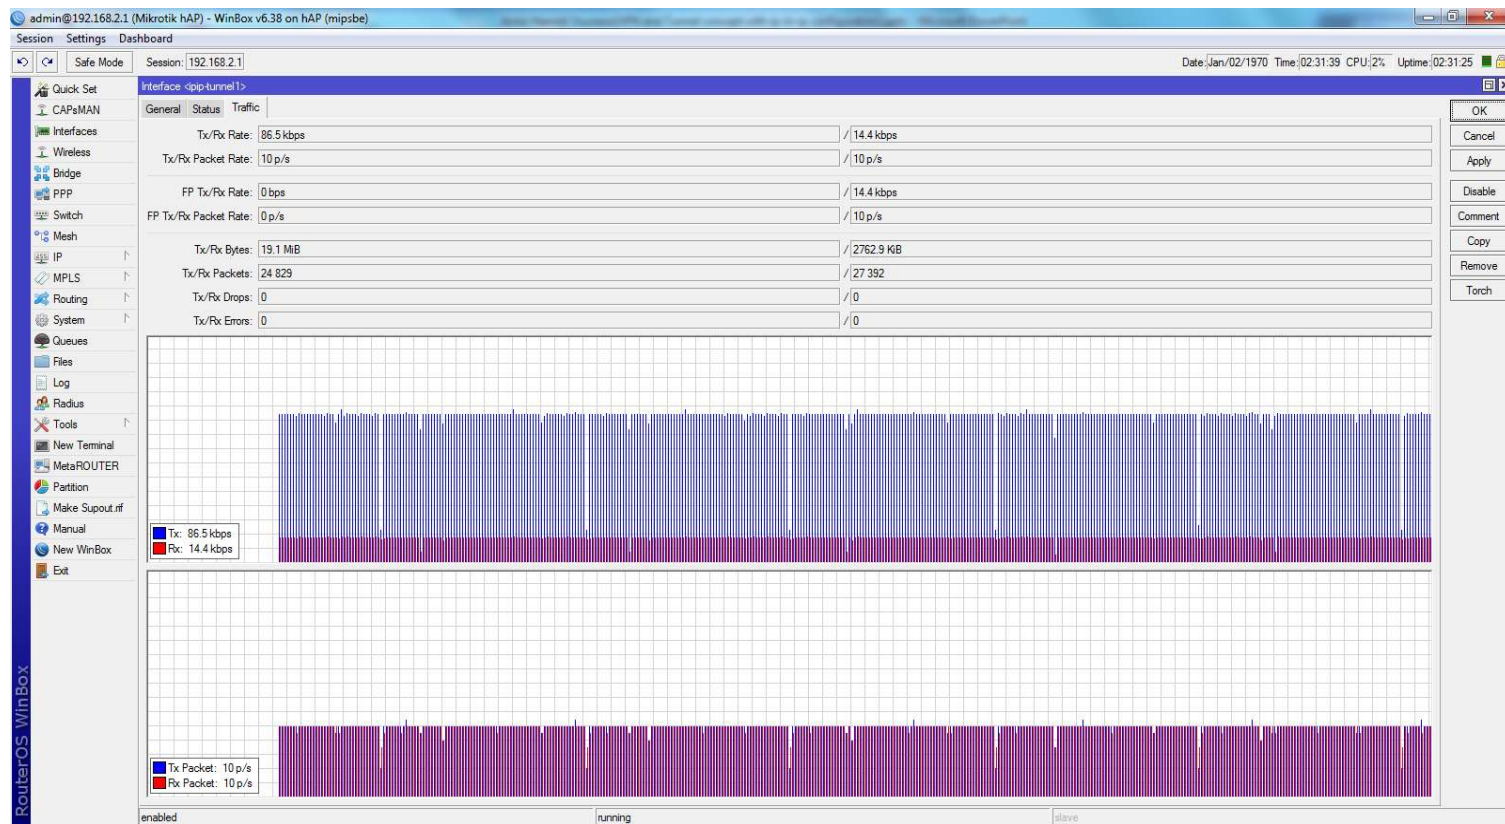 admin@192.168.2.1 (Mikrotik hAP) - WinBox v6.38 on hAP (mipsbe)
Session Settings Dashboard
Safe Mode Session: 192.168.2.1 Date: Jan/02/1970 Time: 02:31:39 CPU: 2% Uptime: 02:31:25
Quick Set
CAPsMAN
Interfaces
Wireless
Bridge
PPP
Switch
Mesh
IP
MPLS
Routing
System
Queues
Files
Log
Radius
Tools
New Terminal
MetaROUTER
Partition
Make Supout.rif
Manual
New WinBox
Exit
RouterOS WinBox
Interface <ipip-tunnel1>
General Status Traffic
Tx/Rx Rate: 86.5 kbps / 14.4 kbps
Tx/Rx Packet Rate: 10 p/s / 10 p/s
FP Tx/Rx Rate: 0 bps / 14.4 kbps
FP Tx/Rx Packet Rate: 0 p/s / 10 p/s
Tx/Rx Bytes: 19.1 MiB / 2762.9 KiB
Tx/Rx Packets: 24 829 / 27 392
Tx/Rx Drops: 0 / 0
Tx/Rx Errors: 0 / 0
Tx: 86.5 kbps
Rx: 14.4 kbps
Tx Packet: 10 p/s
Rx Packet: 10 p/s
OK
Cancel
Apply
Disable
Comment
Copy
Remove
Torch
enabled running slave